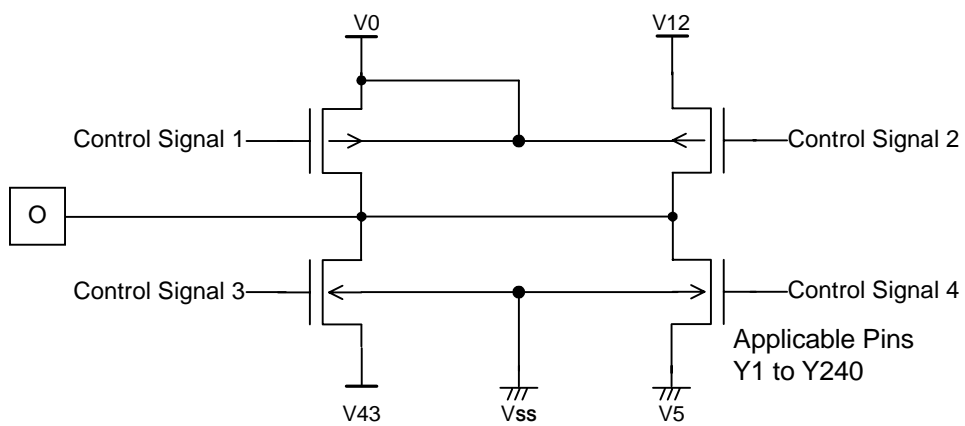 V0
V12
Control Signal 1
Control Signal 2
O
Control Signal 3
Control Signal 4
Applicable Pins
Y1 to Y240
V43
Vss
V5